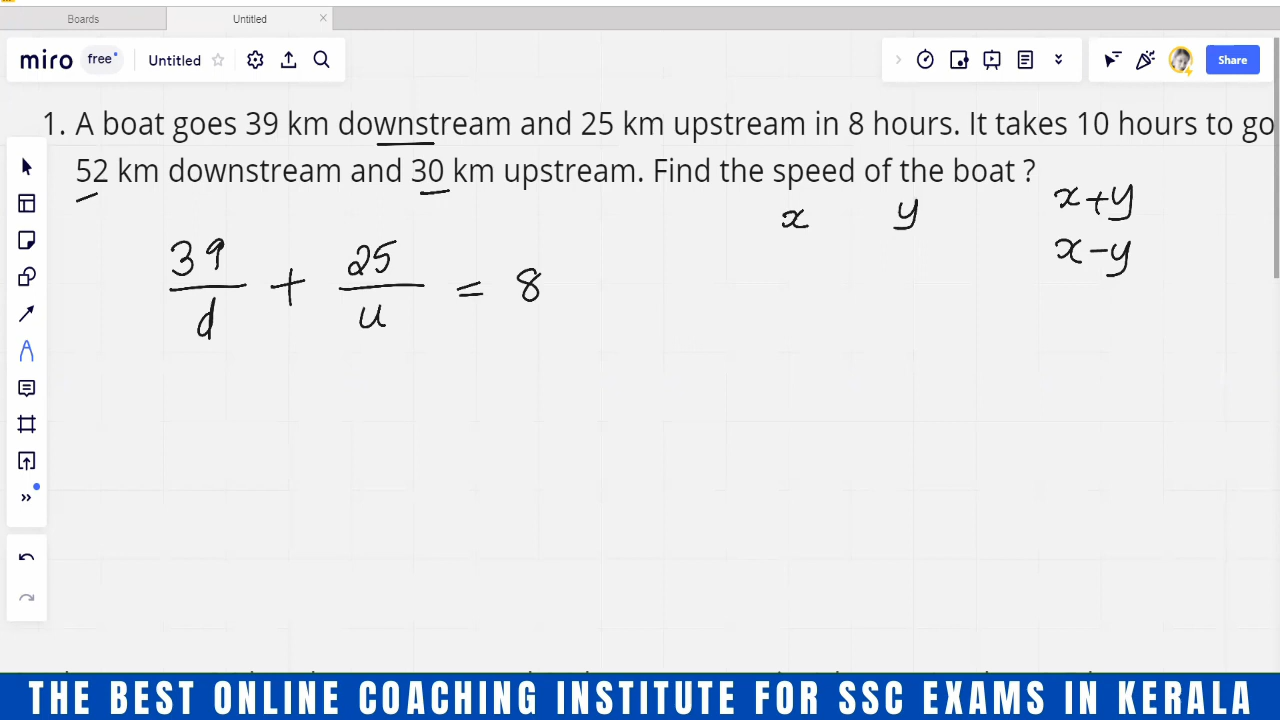 Boards Untitled
miro free Untitled Share
1. A boat goes 39 km downstream and 25 km upstream in 8 hours. It takes 10 hours to go
52 km downstream and 30 km upstream. Find the speed of the boat ?
x y x+y
x-y
39/d + 25/u = 8
THE BEST ONLINE COACHING INSTITUTE FOR SSC EXAMS IN KERALA